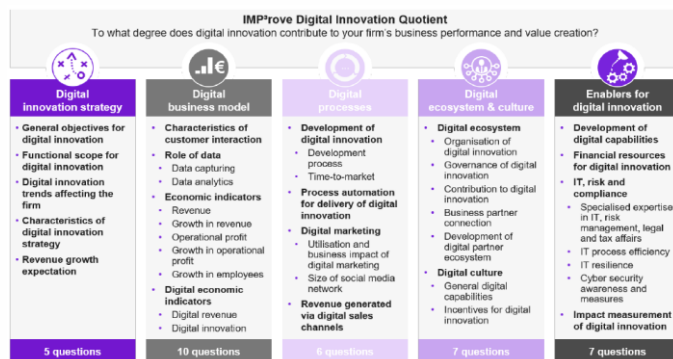 IMP³rove Digital Innovation Quotient
To what degree does digital innovation contribute to your firm's business performance and value creation?
Digital
innovation strategy
• General objectives for
digital innovation
• Functional scope for
digital innovation
• Digital innovation
trends affecting the
firm
• Characteristics of
digital innovation
strategy
• Revenue growth
expectation
5 questions
Digital
business model
• Characteristics of
customer interaction
• Role of data
• Data capturing
• Data analytics
• Economic indicators
• Revenue
• Growth in revenue
• Operational profit
• Growth in operational
profit
• Growth in employees
• Digital economic
indicators
• Digital revenue
• Digital innovation
10 questions
Digital
processes
• Development of
digital innovation
• Development
process
• Time-to-market
• Process automation
for delivery of digital
innovation
• Digital marketing
• Utilisation and
business impact of
digital marketing
• Size of social media
network
• Revenue generated
via digital sales
channels
6 questions
Digital
ecosystem & culture
• Digital ecosystem
• Organisation of
digital innovation
• Governance of digital
innovation
• Contribution to digital
innovation
• Business partner
connection
• Development of
digital partner
ecosystem
• Digital culture
• General digital
capabilities
• Incentives for digital
innovation
7 questions
Enablers for
digital innovation
• Development of
digital capabilities
• Financial resources
for digital innovation
• IT, risk and
compliance
• Specialised expertise
in IT, risk
management, legal
and tax affairs
• IT process efficiency
• IT resilience
• Cyber security
awareness and
measures
• Impact measurement
of digital innovation
7 questions